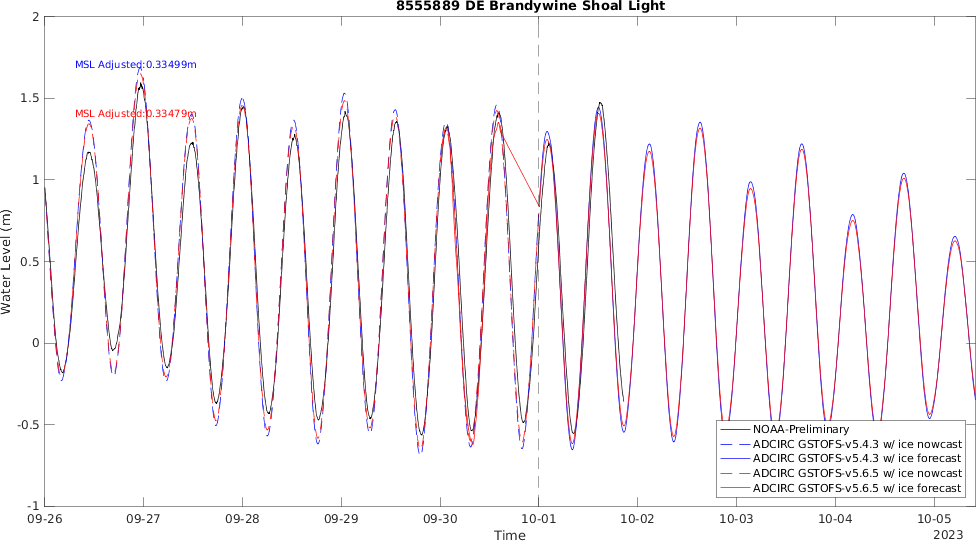 8555889 DE Brandywine Shoal Light
MSL Adjusted:0.33499m
MSL Adjusted:0.33479m
Water Level (m)
2
1.5
1
0.5
0
-0.5
-1
09-26 09-27 09-28 09-29 09-30 10-01 10-02 10-03 10-04 10-05
Time
2023
NOAA-Preliminary
ADCIRC GSTOFS-v5.4.3 w/ ice nowcast
ADCIRC GSTOFS-v5.4.3 w/ ice forecast
ADCIRC GSTOFS-v5.6.5 w/ ice nowcast
ADCIRC GSTOFS-v5.6.5 w/ ice forecast